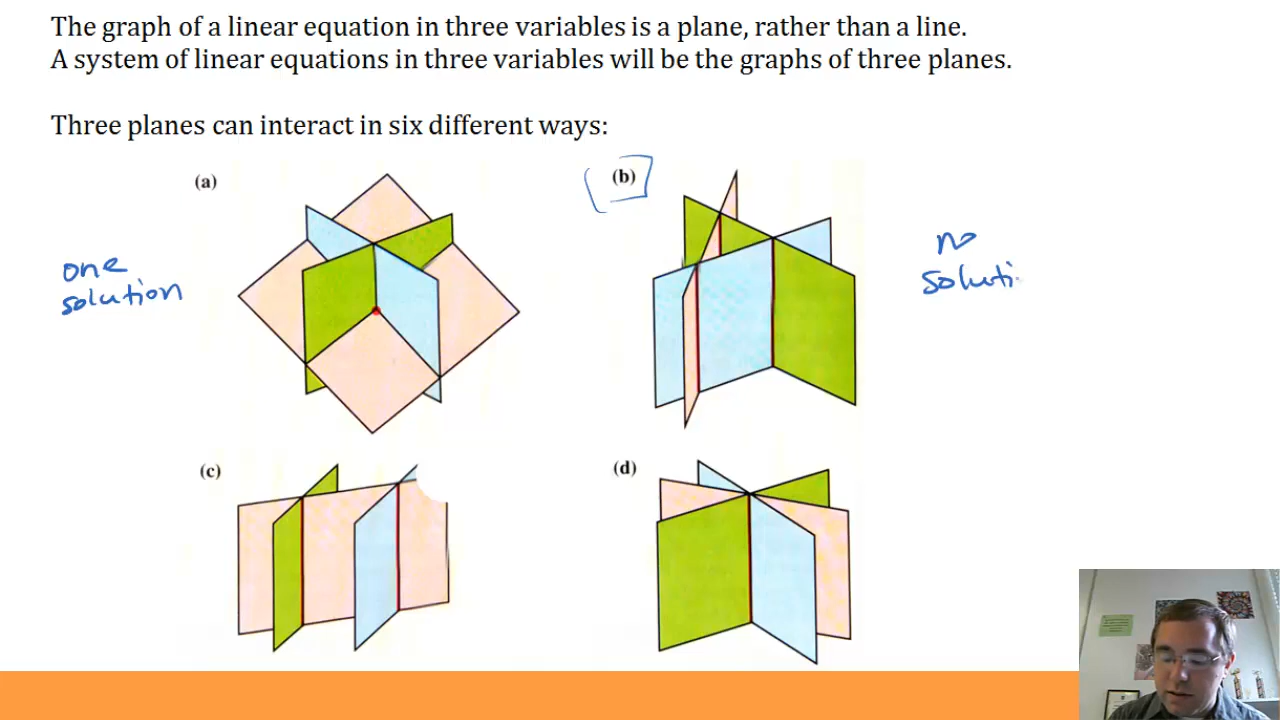 The graph of a linear equation in three variables is a plane, rather than a line.
A system of linear equations in three variables will be the graphs of three planes.
Three planes can interact in six different ways:
(a)
(b)
one
solution
no
soluti
(c)
(d)